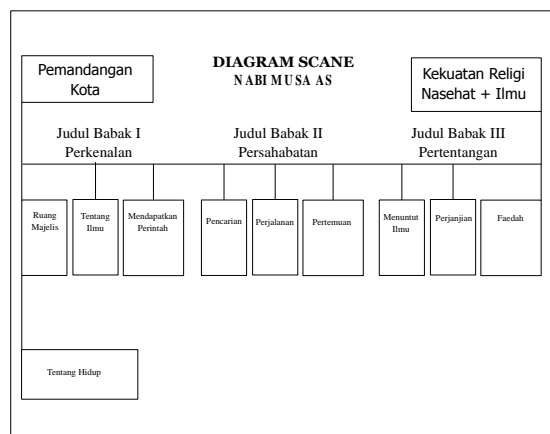 DIAGRAM SCANE
NABI MUSA AS
Pemandangan
Kota
Kekuatan Religi
Nasehat + Ilmu
Judul Babak I
Perkenalan
Judul Babak II
Persahabatan
Judul Babak III
Pertentangan
Ruang
Majelis
Tentang
Ilmu
Mendapatkan
Perintah
Pencarian
Perjalanan
Pertemuan
Menuntut
Ilmu
Perjanjian
Faedah
Tentang Hidup